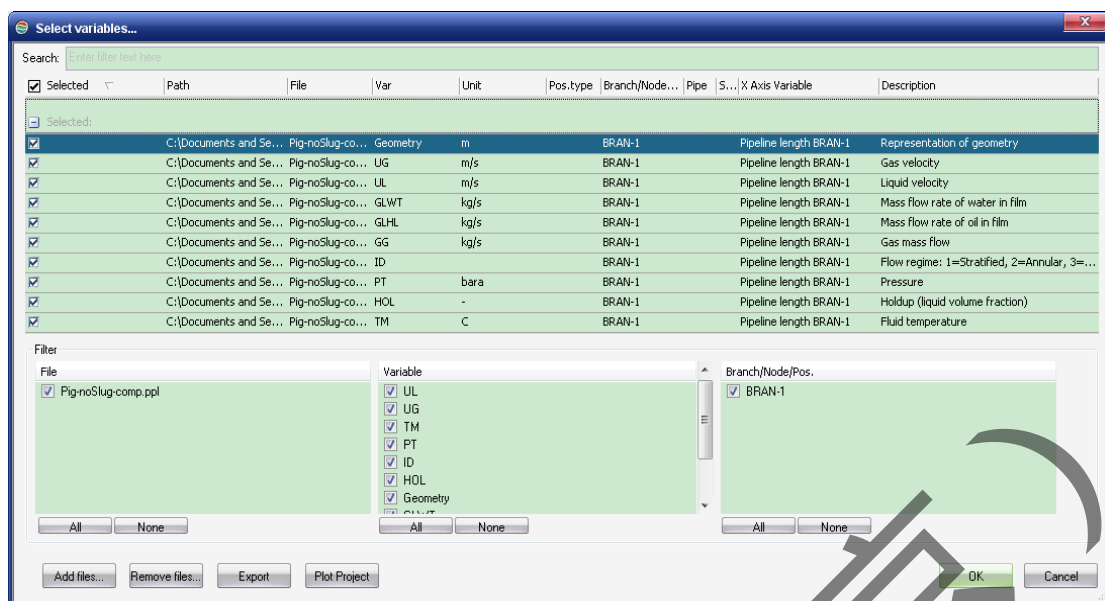 Select variables...
Search: Enter filter text here
Selected Path File Var Unit Pos.type Branch/Node... Pipe S... X Axis Variable Description
Selected:
C:\Documents and Se... Pig-noSlug-co... Geometry m BRAN-1 Pipeline length BRAN-1 Representation of geometry
C:\Documents and Se... Pig-noSlug-co... UG m/s BRAN-1 Pipeline length BRAN-1 Gas velocity
C:\Documents and Se... Pig-noSlug-co... UL m/s BRAN-1 Pipeline length BRAN-1 Liquid velocity
C:\Documents and Se... Pig-noSlug-co... GLWT kg/s BRAN-1 Pipeline length BRAN-1 Mass flow rate of water in film
C:\Documents and Se... Pig-noSlug-co... GLHL kg/s BRAN-1 Pipeline length BRAN-1 Mass flow rate of oil in film
C:\Documents and Se... Pig-noSlug-co... GG kg/s BRAN-1 Pipeline length BRAN-1 Gas mass flow
C:\Documents and Se... Pig-noSlug-co... ID BRAN-1 Pipeline length BRAN-1 Flow regime: 1=Stratified, 2=Annular, 3=...
C:\Documents and Se... Pig-noSlug-co... PT bara BRAN-1 Pipeline length BRAN-1 Pressure
C:\Documents and Se... Pig-noSlug-co... HOL - BRAN-1 Pipeline length BRAN-1 Holdup (liquid volume fraction)
C:\Documents and Se... Pig-noSlug-co... TM C BRAN-1 Pipeline length BRAN-1 Fluid temperature
Filter
File Variable Branch/Node/Pos.
Pig-noSlug-comp.ppl UL BRAN-1
UG
TM
PT
ID
HOL
Geometry
All None All None All None
Add files... Remove files... Export Plot Project OK Cancel